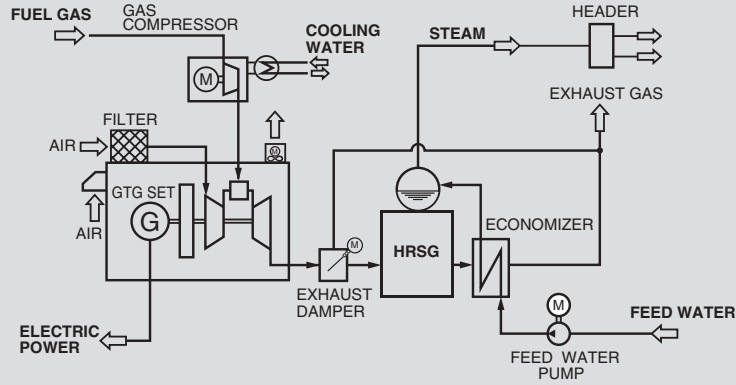 FUEL GAS
GAS
COMPRESSOR
COOLING
WATER
STEAM
HEADER
M
EXHAUST GAS
FILTER
AIR
M
GTG SET
G
AIR
M
HRSG
ECONOMIZER
EXHAUST
DAMPER
M
ELECTRIC
POWER
FEED WATER
FEED WATER
PUMP